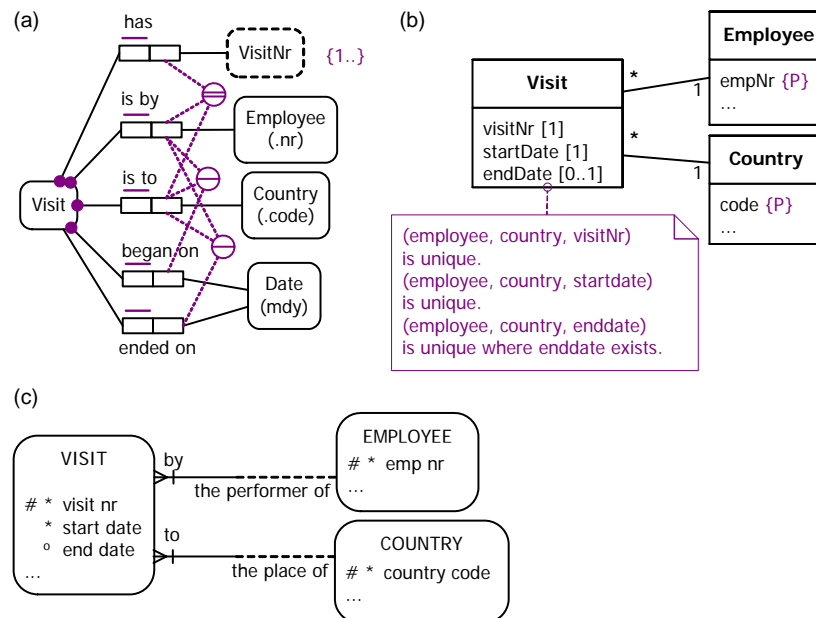 (a)
has
VisitNr
{1..}
is by
Employee
(.nr)
is to
Country
(.code)
Visit
began on
Date
(mdy)
ended on
(b)
Visit
visitNr [1]
startDate [1]
endDate [0..1]
*
1
*
1
Employee
empNr {P}
...
Country
code {P}
...
(employee, country, visitNr)
is unique.
(employee, country, startdate)
is unique.
(employee, country, enddate)
is unique where enddate exists.
(c)
VISIT
# * visit nr
* start date
o end date
...
by
the performer of
to
the place of
EMPLOYEE
# * emp nr
...
COUNTRY
# * country code
...